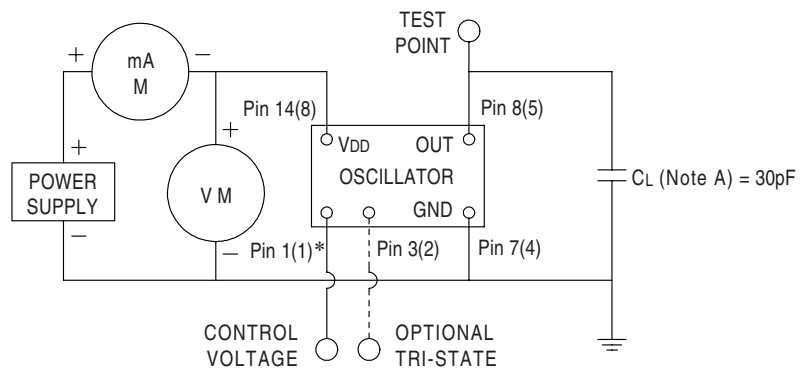 TEST
POINT
+
mA
M
–
Pin 14(8)
Pin 8(5)
+
VDD
OUT
OSCILLATOR
GND
+
POWER
SUPPLY
–
V M
CL (Note A) = 30pF
–
Pin 1(1)*
Pin 3(2)
Pin 7(4)
CONTROL
VOLTAGE
OPTIONAL
TRI-STATE